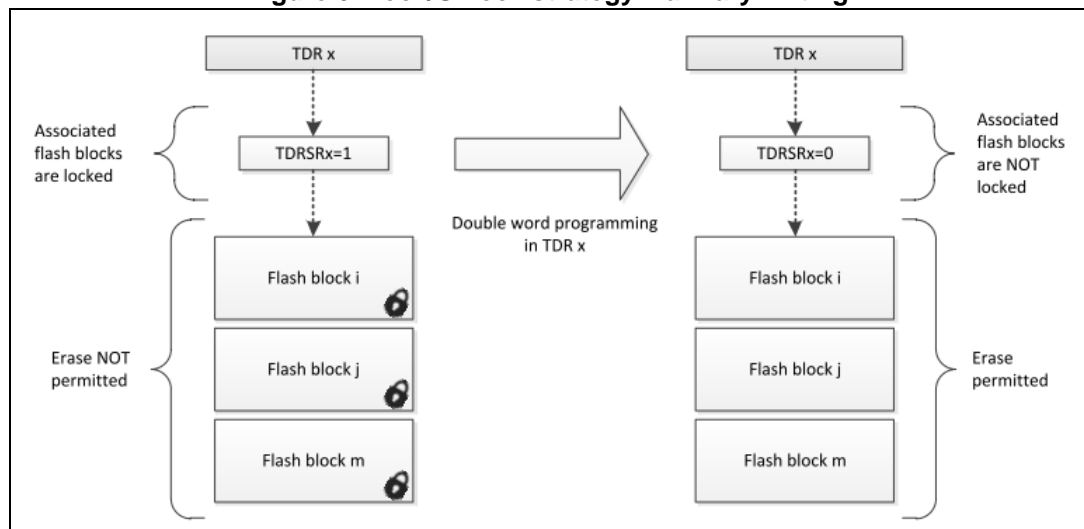 TDR x
Associated
flash blocks
are locked
TDRSRx=1
Flash block i
Flash block j
Flash block m
Erase NOT
permitted
Double word programming
in TDR x
TDR x
TDRSRx=0
Associated
flash blocks
are NOT
locked
Flash block i
Flash block j
Flash block m
Erase
permitted